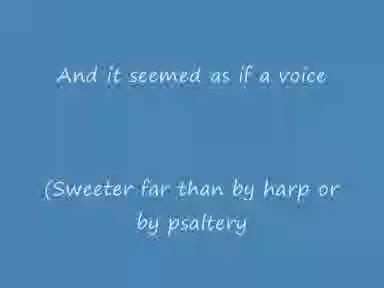 And it seemed as if a voice
(Sweeter far than by harp or
by psaltery